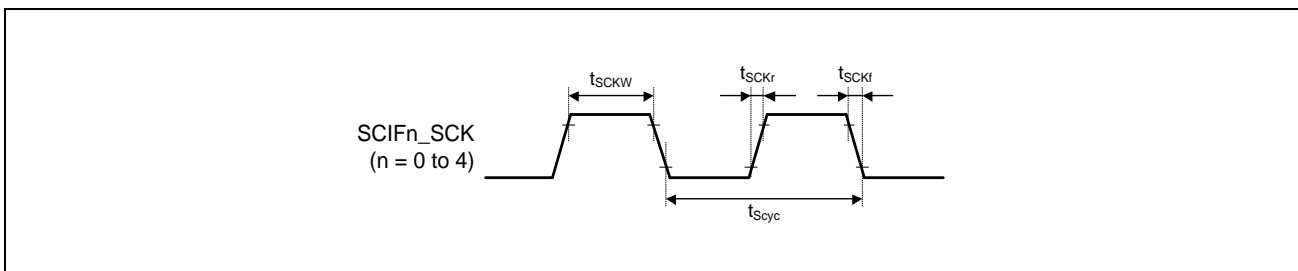 tSCKW
tSCKr
tSCKf
SCIFn_SCK
(n = 0 to 4)
tScyc